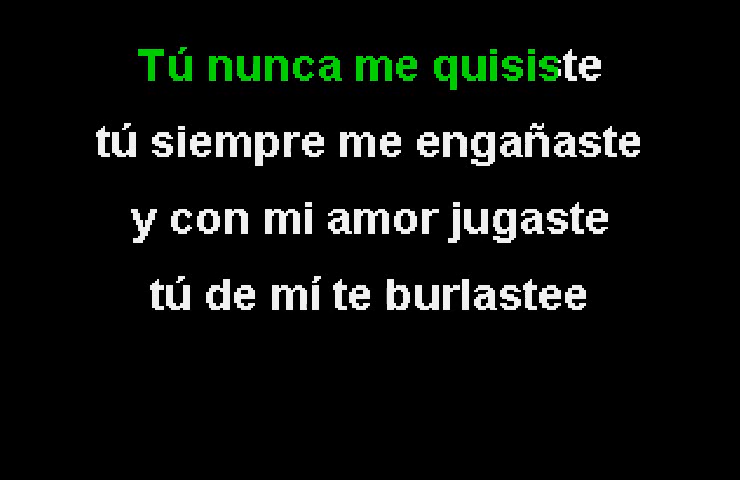 Tú nunca me quisiste
tú siempre me engañaste
y con mi amor jugaste
tú de mí te burlastee